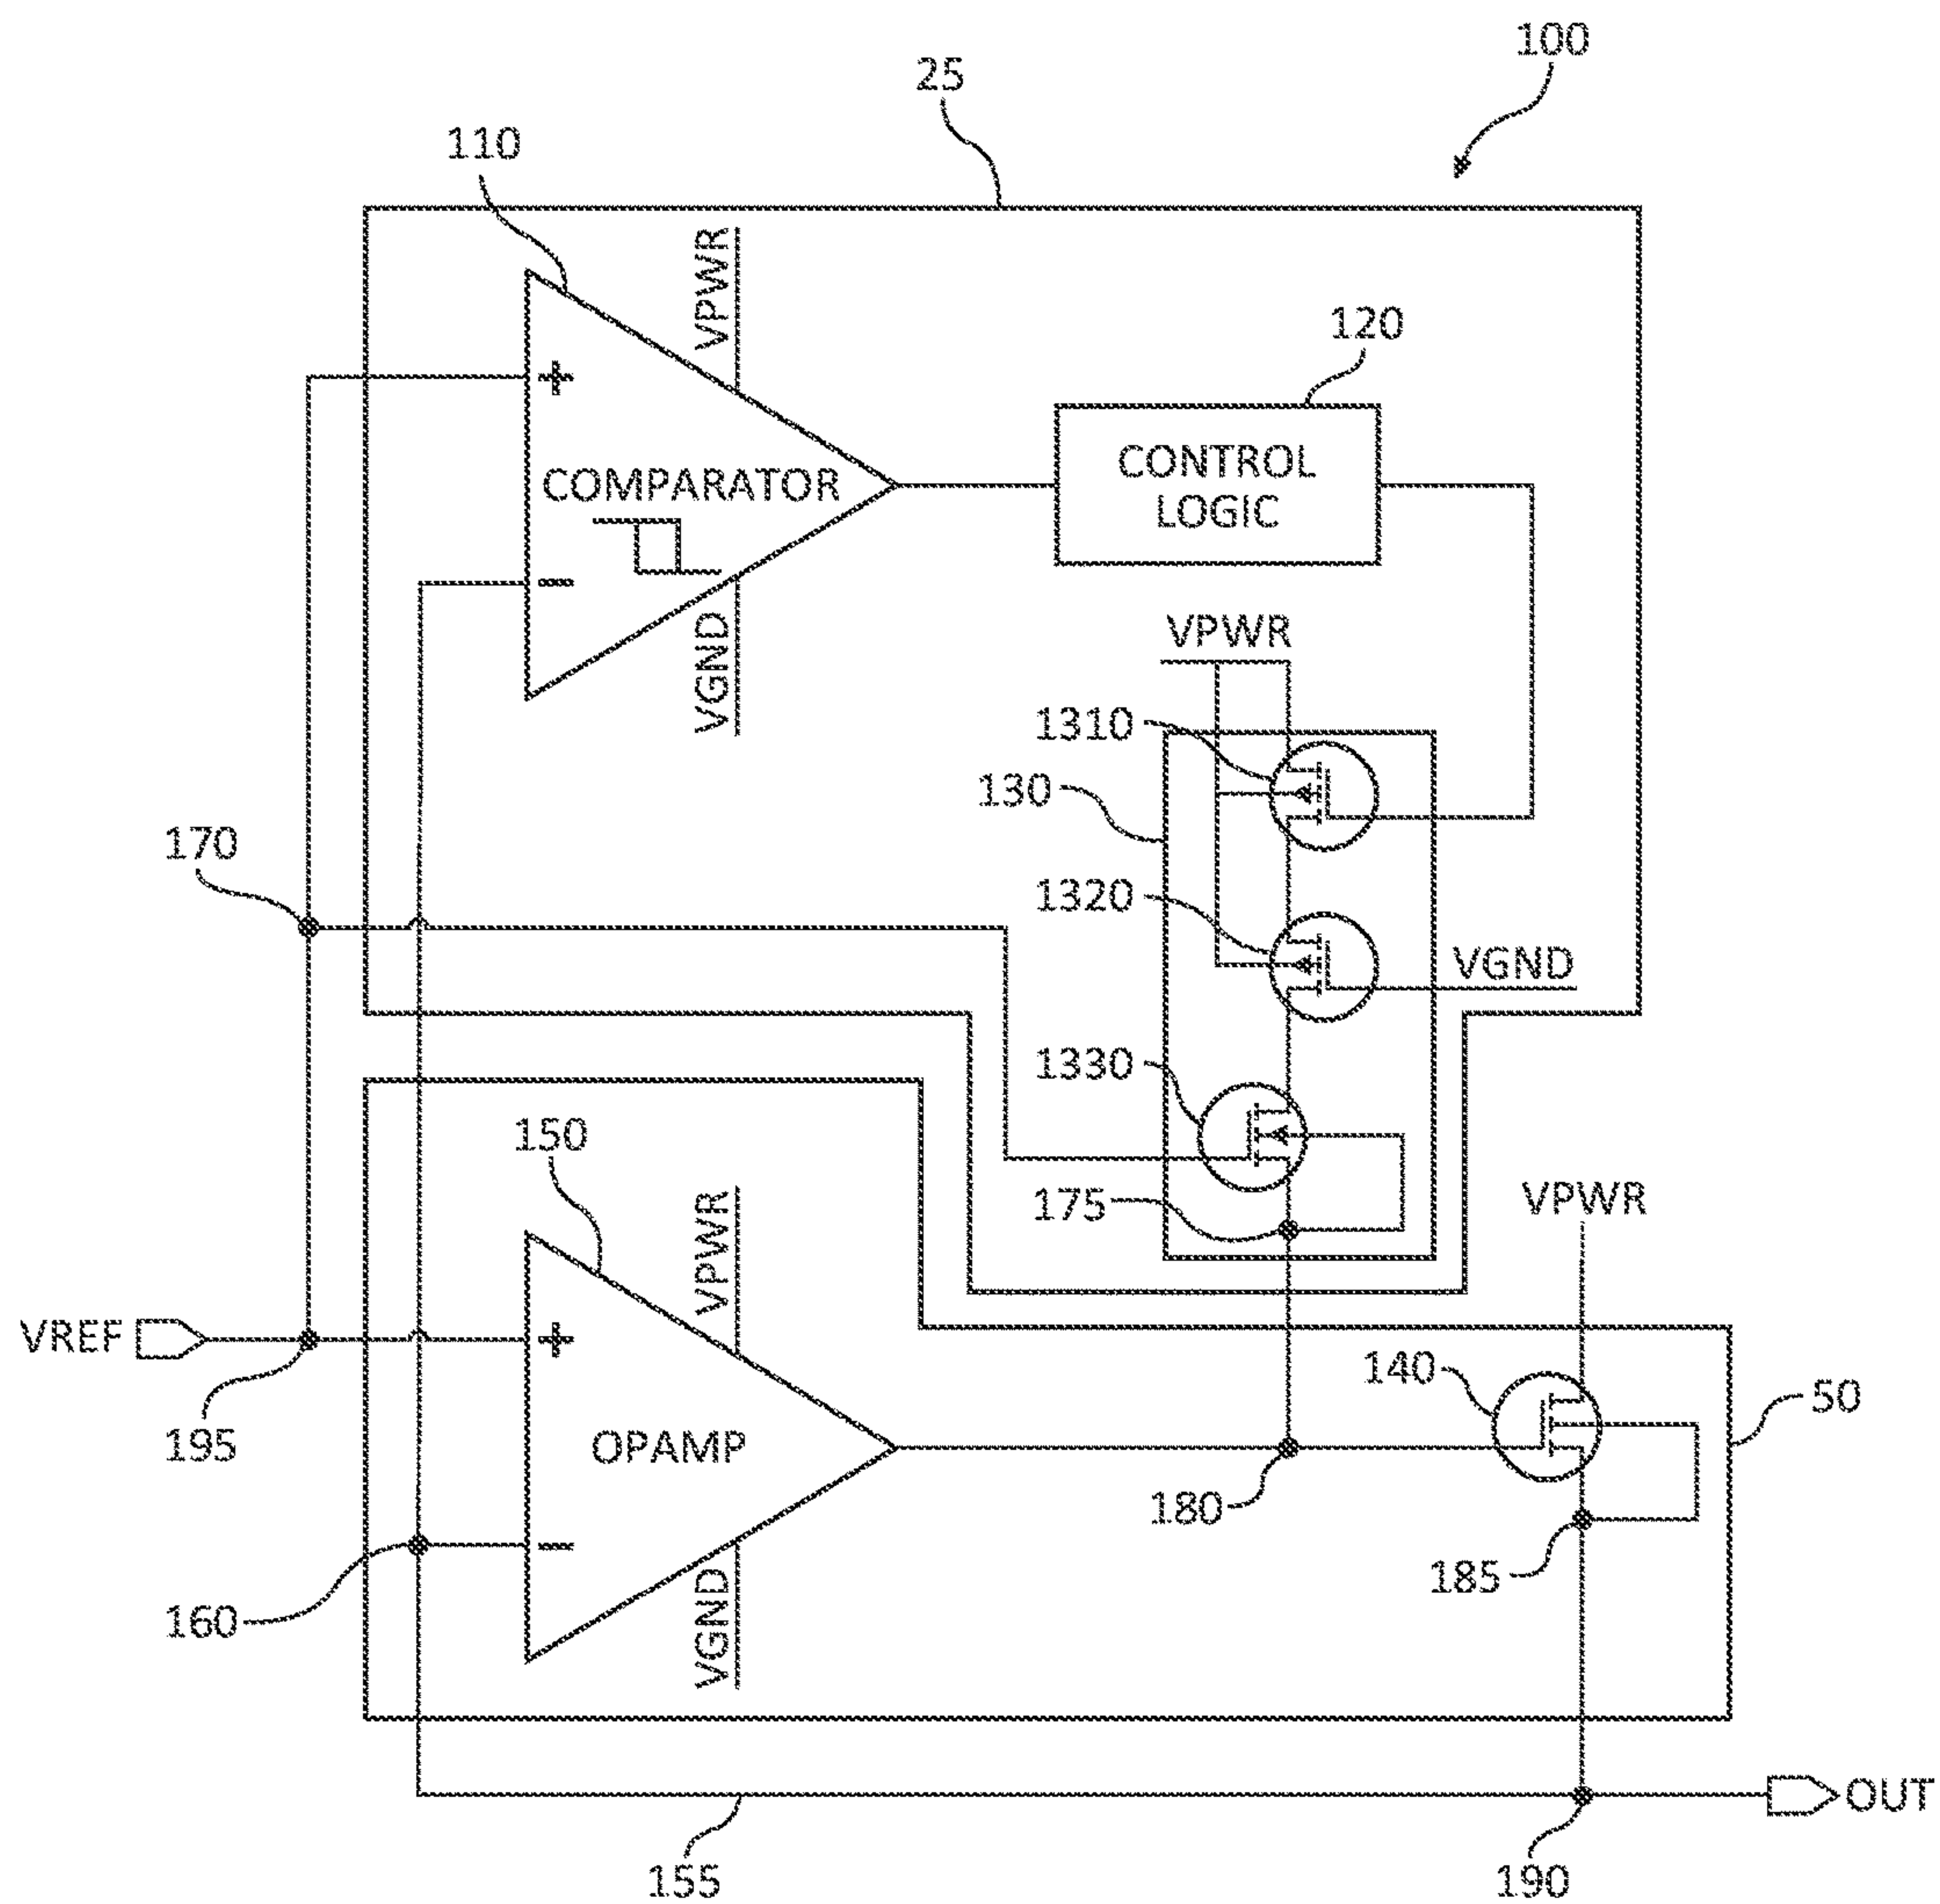 100
25
110
VPWR
120
+
COMPARATOR
CONTROL
LOGIC
−
VGND
VPWR
1310
130
170
1320
VGND
1330
150
175
VPWR
VPWR
VREF
+
140
50
195
OPAMP
180
−
185
160
VGND
OUT
155
190